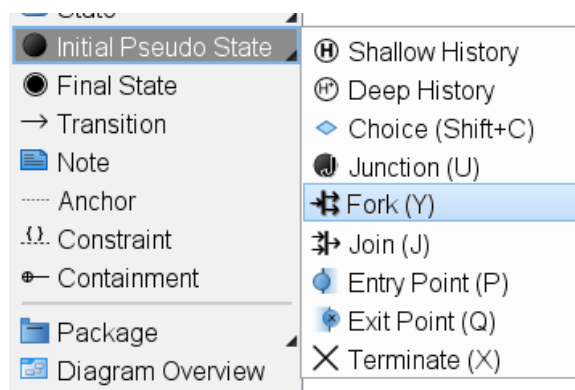 State
Initial Pseudo State
Final State
Transition
Note
Anchor
{} Constraint
Containment
Package
Diagram Overview
H Shallow History
H* Deep History
Choice (Shift+C)
J Junction (U)
Fork (Y)
Join (J)
Entry Point (P)
Exit Point (Q)
Terminate (X)